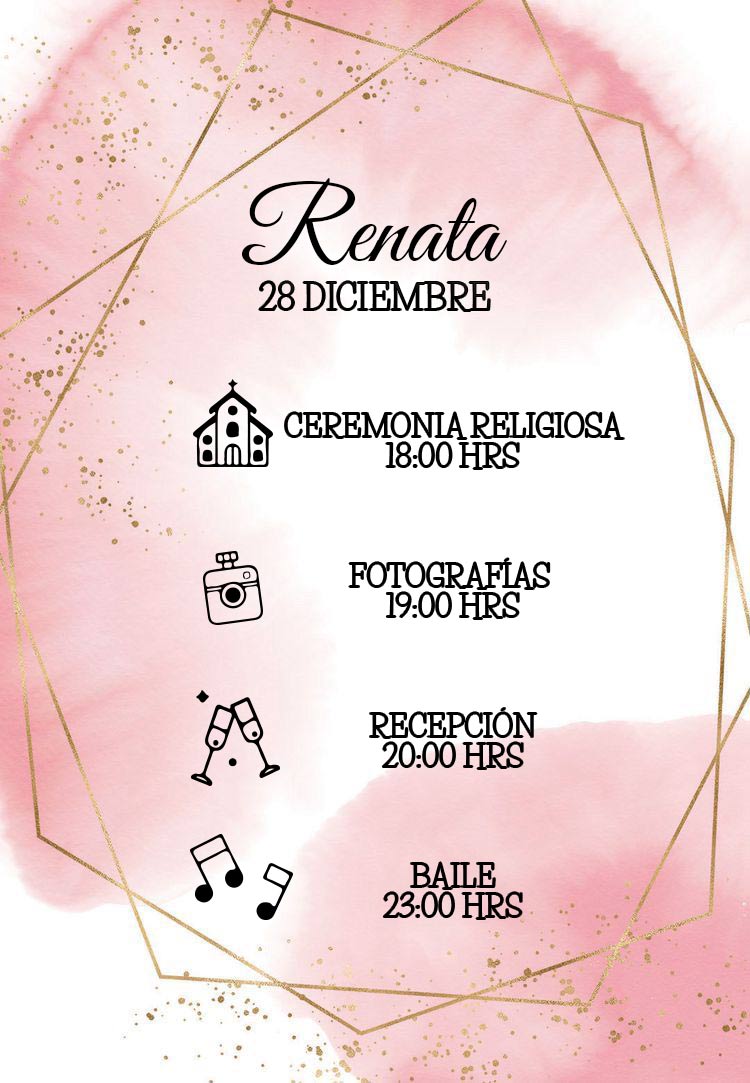 Renata
28 DICIEMBRE
CEREMONIA RELIGIOSA
18:00 HRS
FOTOGRAFÍAS
19:00 HRS
RECEPCIÓN
20:00 HRS
BAILE
23:00 HRS